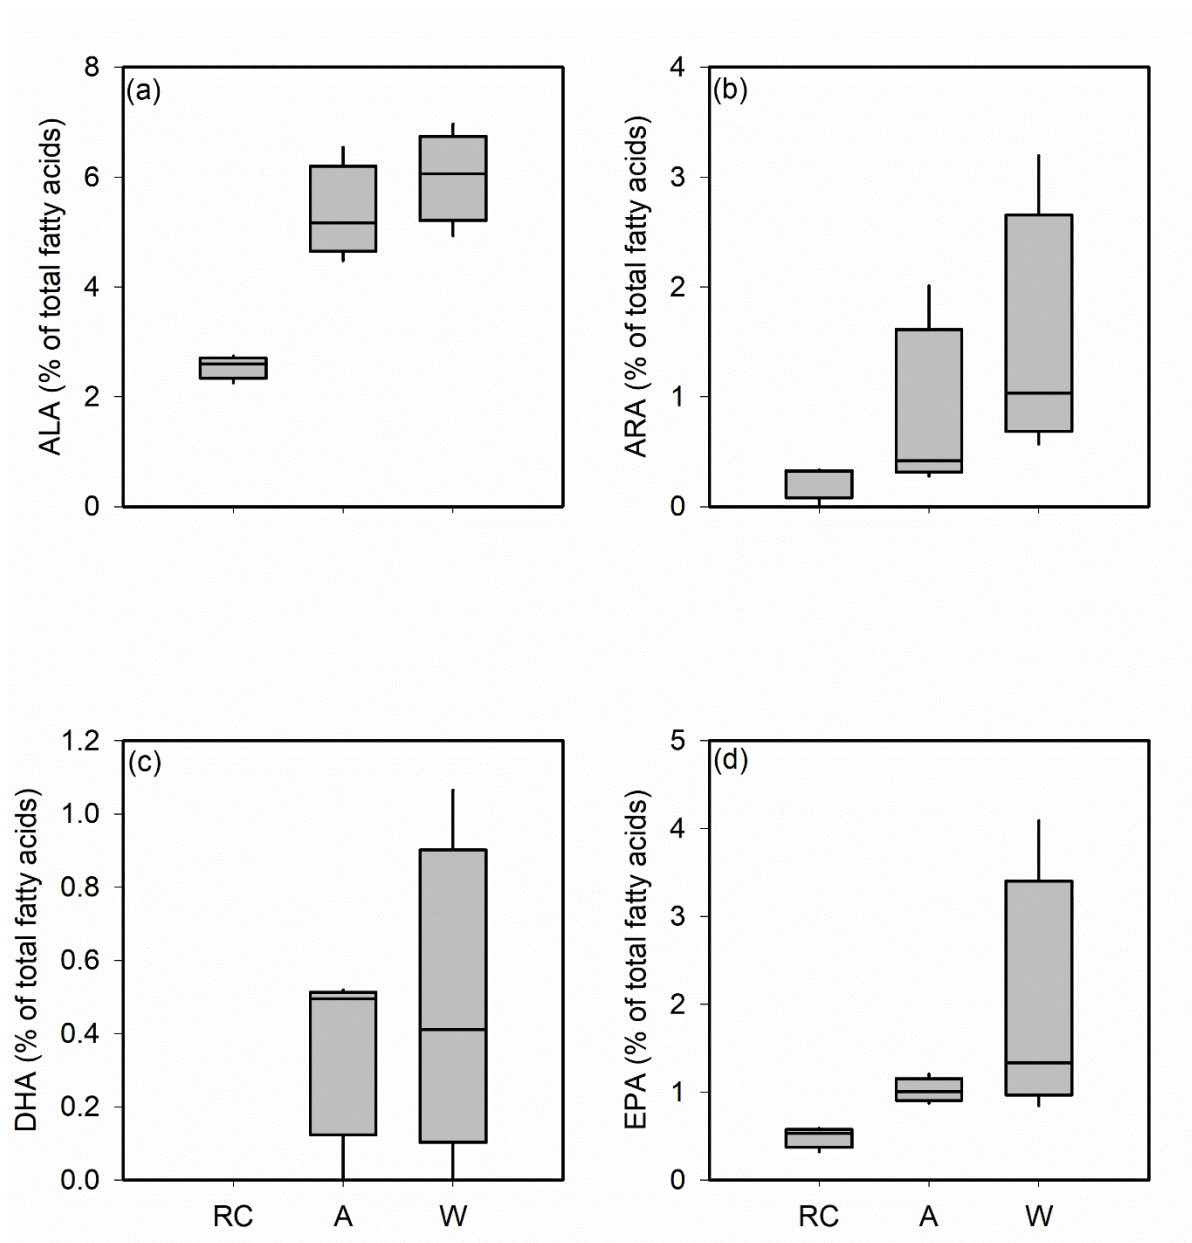 (a)
ALA (% of total fatty acids)
8
6
4
2
0
(b)
ARA (% of total fatty acids)
4
3
2
1
0
(c)
DHA (% of total fatty acids)
1.2
1.0
0.8
0.6
0.4
0.2
0.0
RC A W
(d)
EPA (% of total fatty acids)
5
4
3
2
1
0
RC A W